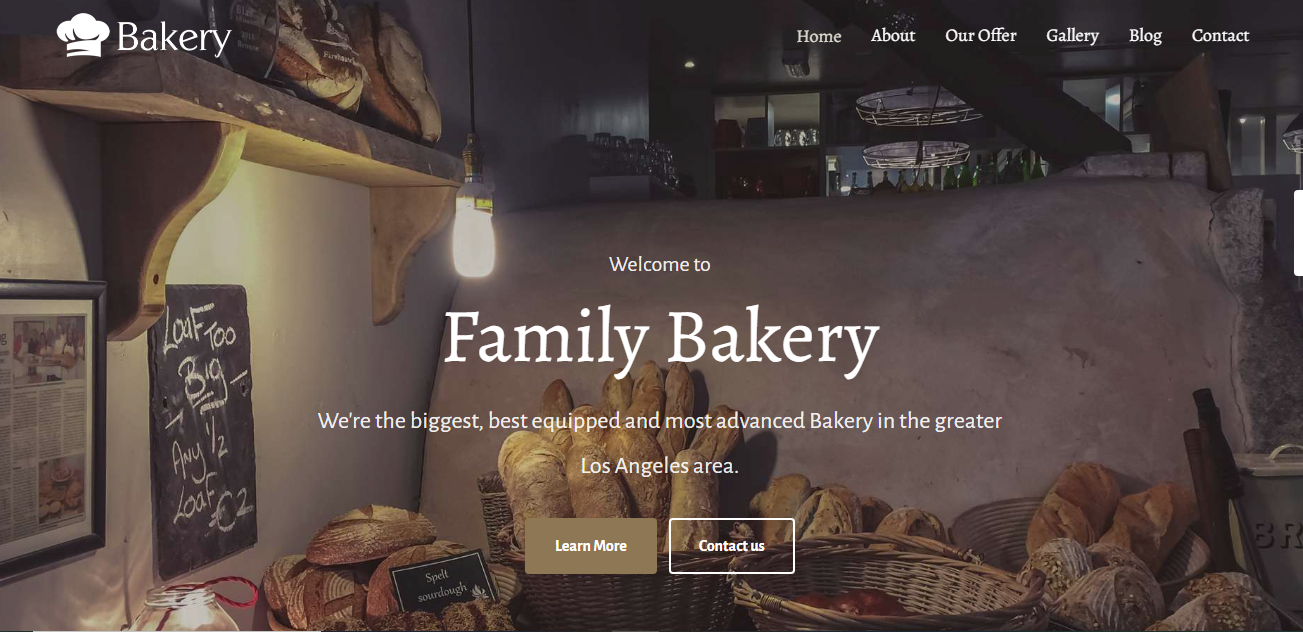 Bakery
Home About Our Offer Gallery Blog Contact
Welcome to
Family Bakery
We're the biggest, best equipped and most advanced Bakery in the greater
Los Angeles area.
Learn More Contact us
Loaf Too
Big
Any 1/2
Loaf €2
Spelt
sourdough
BR